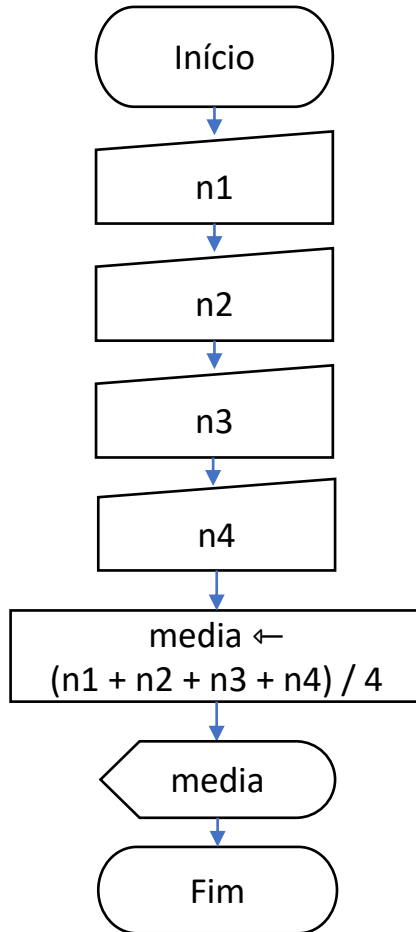 Início
n1
n2
n3
n4
media ⇐
(n1 + n2 + n3 + n4) / 4
media
Fim